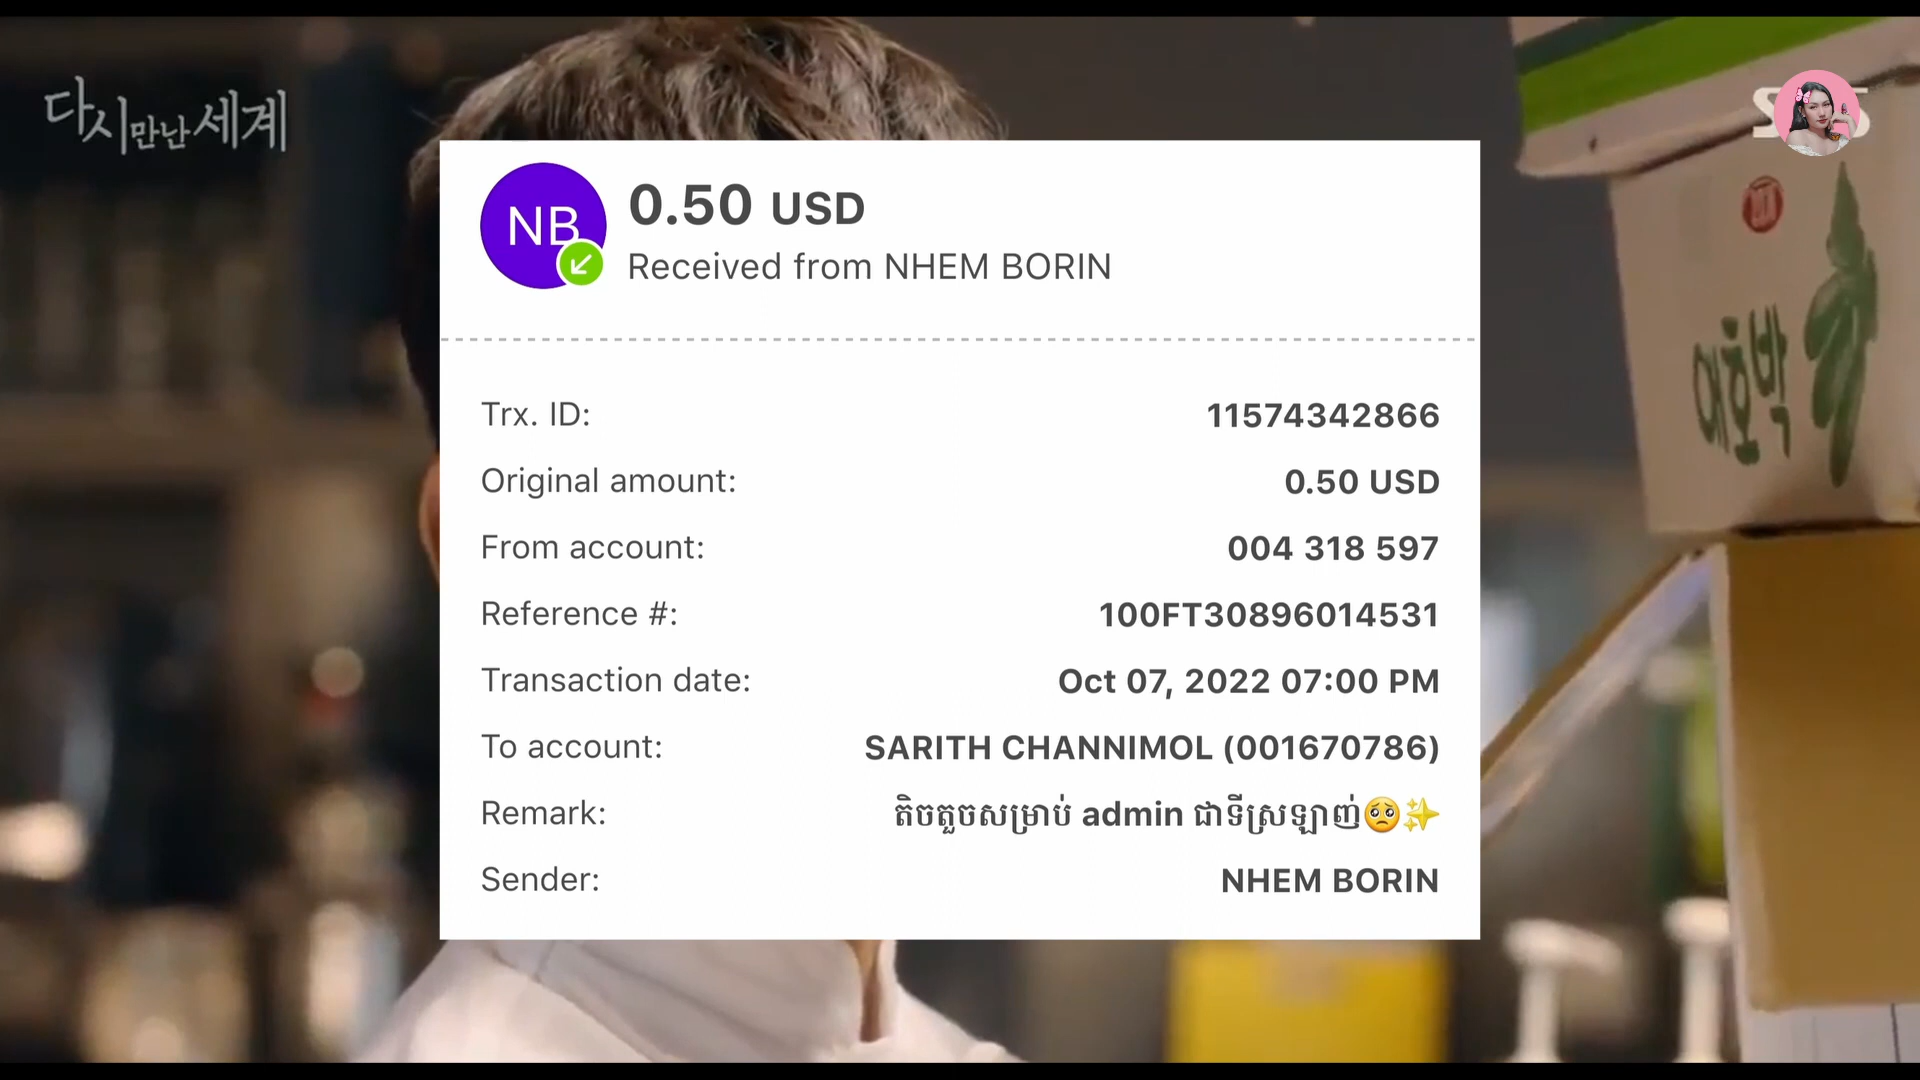 다시만난세계
NB
0.50 USD
Received from NHEM BORIN
Trx. ID: 11574342866
Original amount: 0.50 USD
From account: 004 318 597
Reference #: 100FT30896014531
Transaction date: Oct 07, 2022 07:00 PM
To account: SARITH CHANNIMOL (001670786)
Remark: តិចតួចសម្រាប់ admin ជាទីស្រឡាញ់🥺✨
Sender: NHEM BORIN
애호박